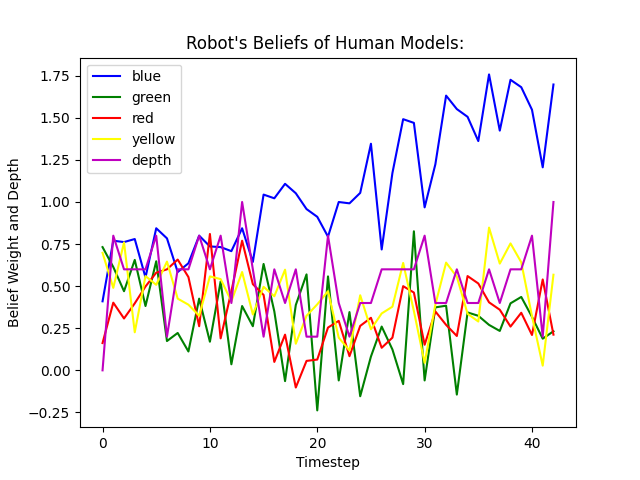 Robot's Beliefs of Human Models:
blue
green
red
yellow
depth
Belief Weight and Depth
1.75
1.50
1.25
1.00
0.75
0.50
0.25
0.00
−0.25
0 10 20 30 40
Timestep